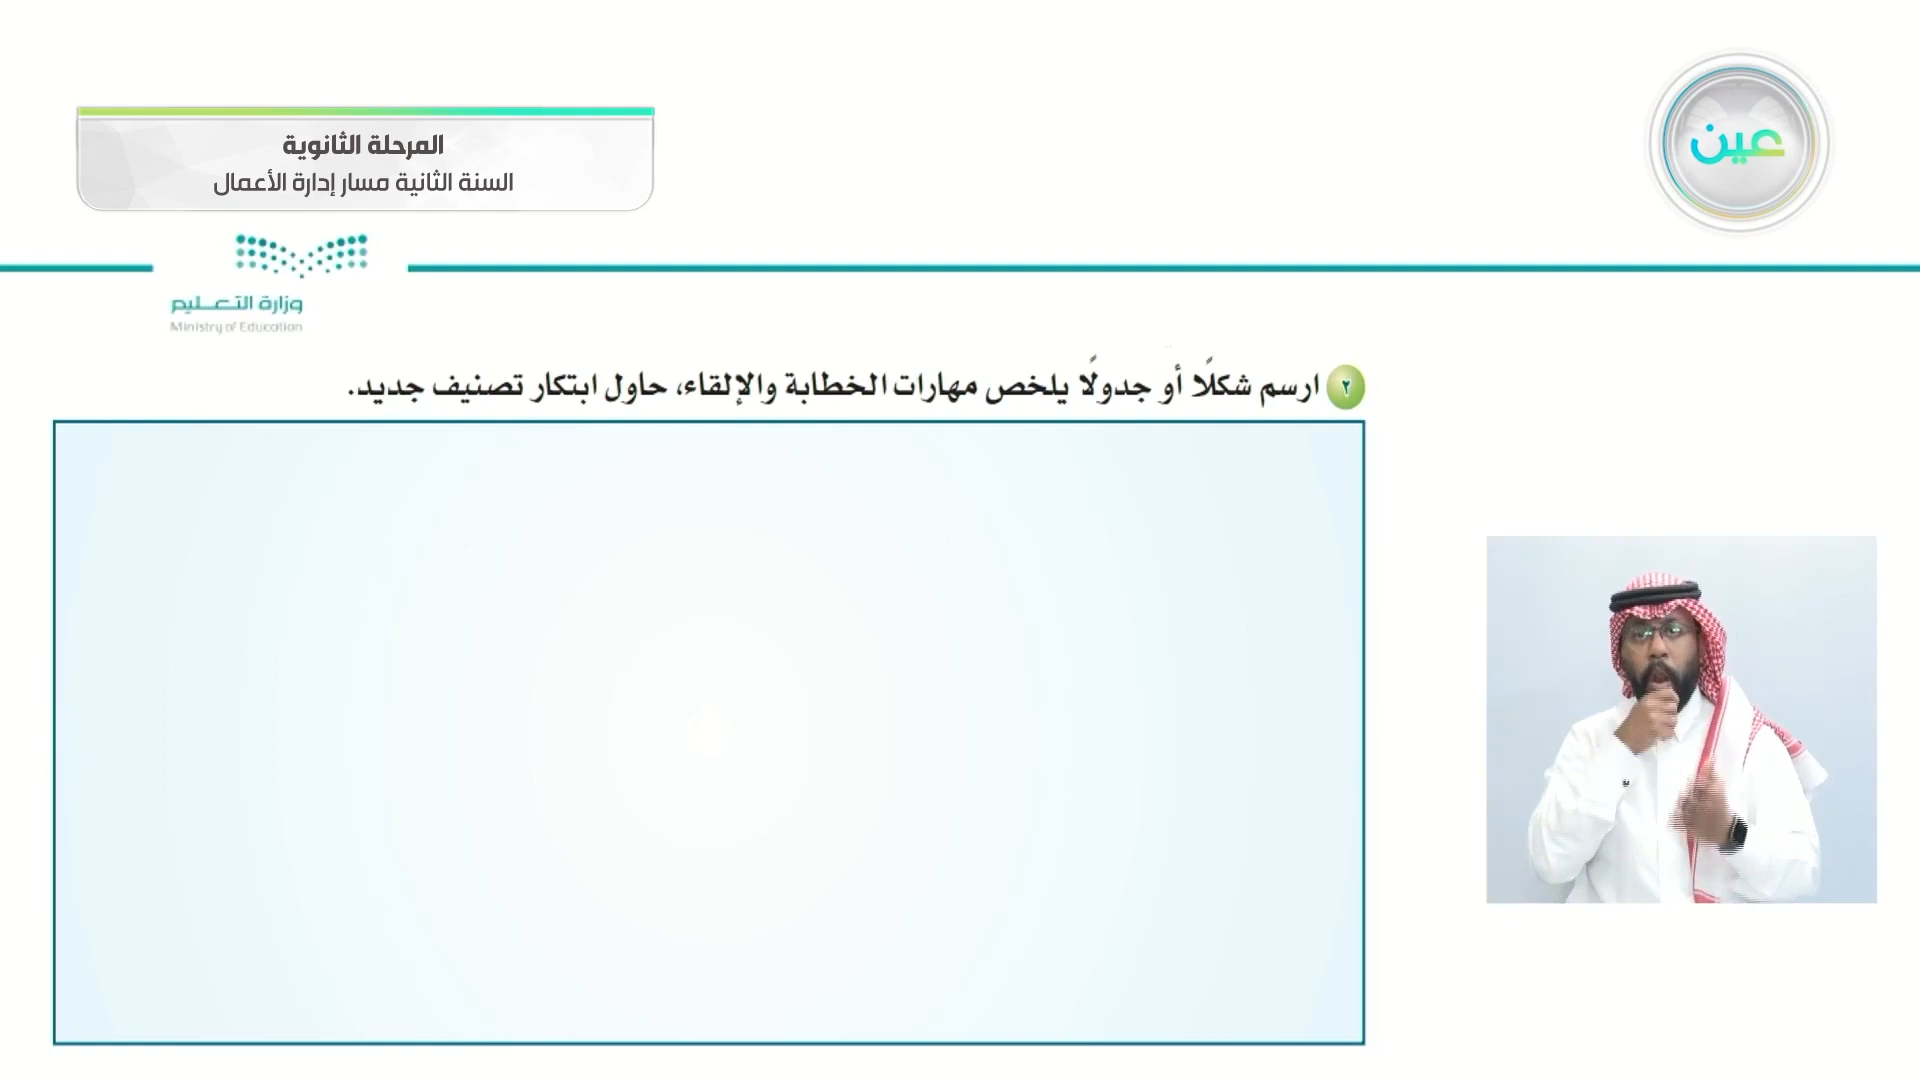 المرحلة الثانوية
السنة الثانية مسار إدارة الأعمال
عين
وزارة التعليم
Ministry of Education
٢ ارسم شكلًا أو جدولًا يلخص مهارات الخطابة والإلقاء، حاول ابتكار تصنيف جديد.